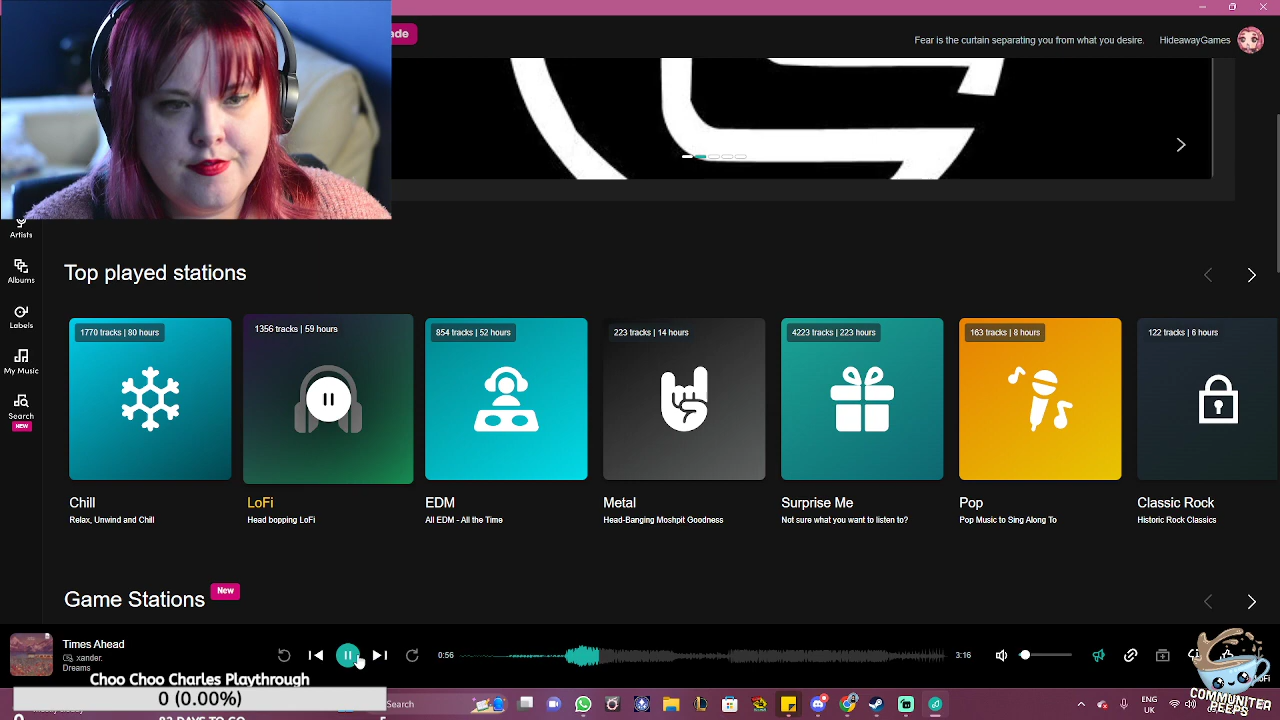 ade
Fear is the curtain separating you from what you desire.
HideawayGames
Artists
Albums
Labels
My Music
Search
NEW
Top played stations
1770 tracks | 80 hours
1356 tracks | 59 hours
854 tracks | 52 hours
223 tracks | 14 hours
4223 tracks | 223 hours
163 tracks | 8 hours
122 tracks | 6 hours
Chill
Relax, Unwind and Chill
LoFi
Head bopping LoFi
EDM
All EDM - All the Time
Metal
Head-Banging Moshpit Goodness
Surprise Me
Not sure what you want to listen to?
Pop
Pop Music to Sing Along To
Classic Rock
Historic Rock Classics
Game Stations
New
Times Ahead
xander.
Dreams
0:56
3:16
Choo Choo Charles Playthrough
0 (0.00%)
Search
ENG
UK
COMMUNITEA
BEATS